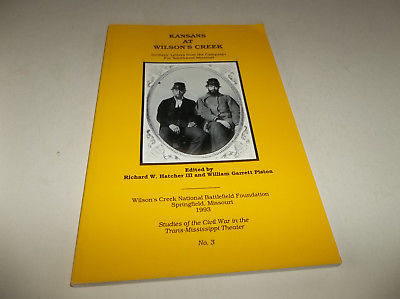 KANSANS
AT
WILSON'S CREEK
Soldiers' Letters from the Campaign
For Southwest Missouri
Edited by
Richard W. Hatcher III and William Garrett Piston
Wilson's Creek National Battlefield Foundation
Springfield, Missouri
1993
Studies of the Civil War in the
Trans-Mississippi Theater
No. 3